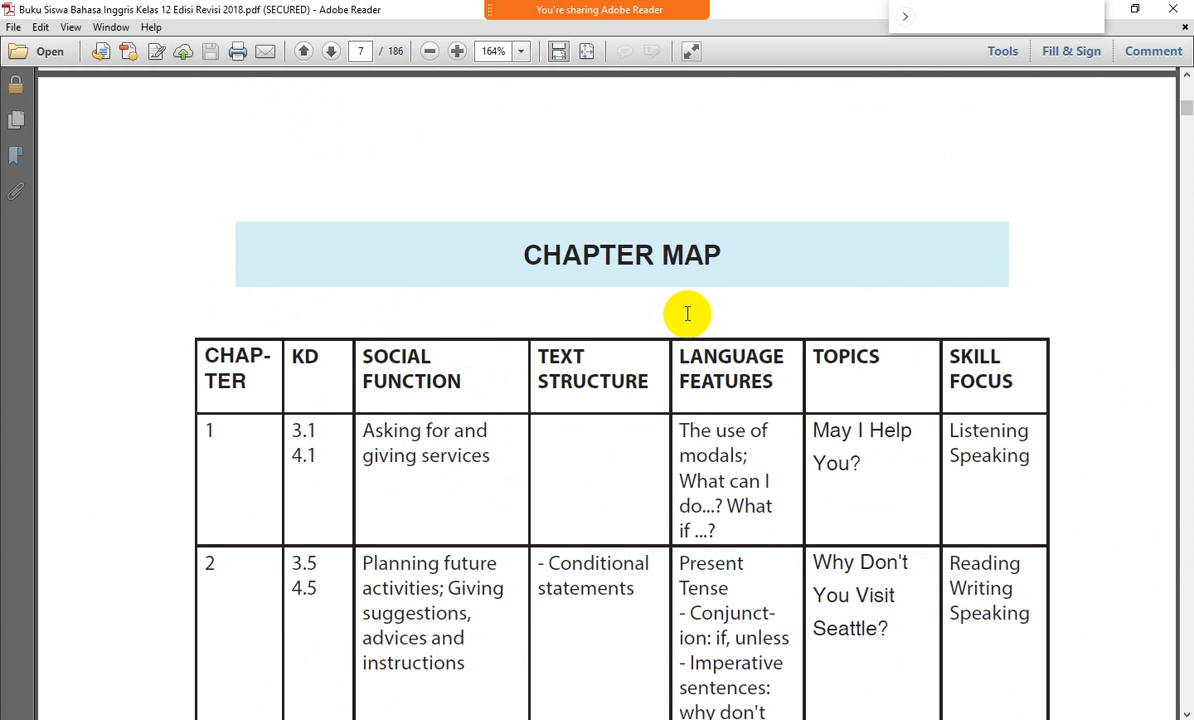 Buku Siswa Bahasa Inggris Kelas 12 Edisi Revisi 2018.pdf (SECURED) - Adobe Reader
You're sharing Adobe Reader
File Edit View Window Help
Open 7 / 186 164% Tools Fill & Sign Comment
CHAPTER MAP
CHAP-
TER
KD
SOCIAL
FUNCTION
TEXT
STRUCTURE
LANGUAGE
FEATURES
TOPICS
SKILL
FOCUS
1
3.1
4.1
Asking for and
giving services
The use of
modals;
What can I
do...? What
if ...?
May I Help
You?
Listening
Speaking
2
3.5
4.5
Planning future
activities; Giving
suggestions,
advices and
instructions
- Conditional
statements
Present
Tense
- Conjunct-
ion: if, unless
- Imperative
sentences:
why don't
Why Don't
You Visit
Seattle?
Reading
Writing
Speaking